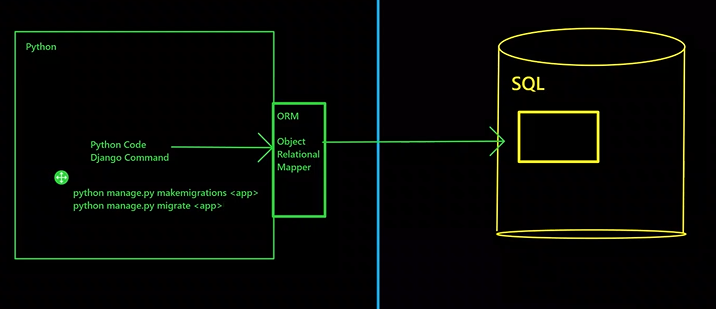 Python
Python Code
Django Command
python manage.py makemigrations <app>
python manage.py migrate <app>
ORM
Object
Relational
Mapper
SQL